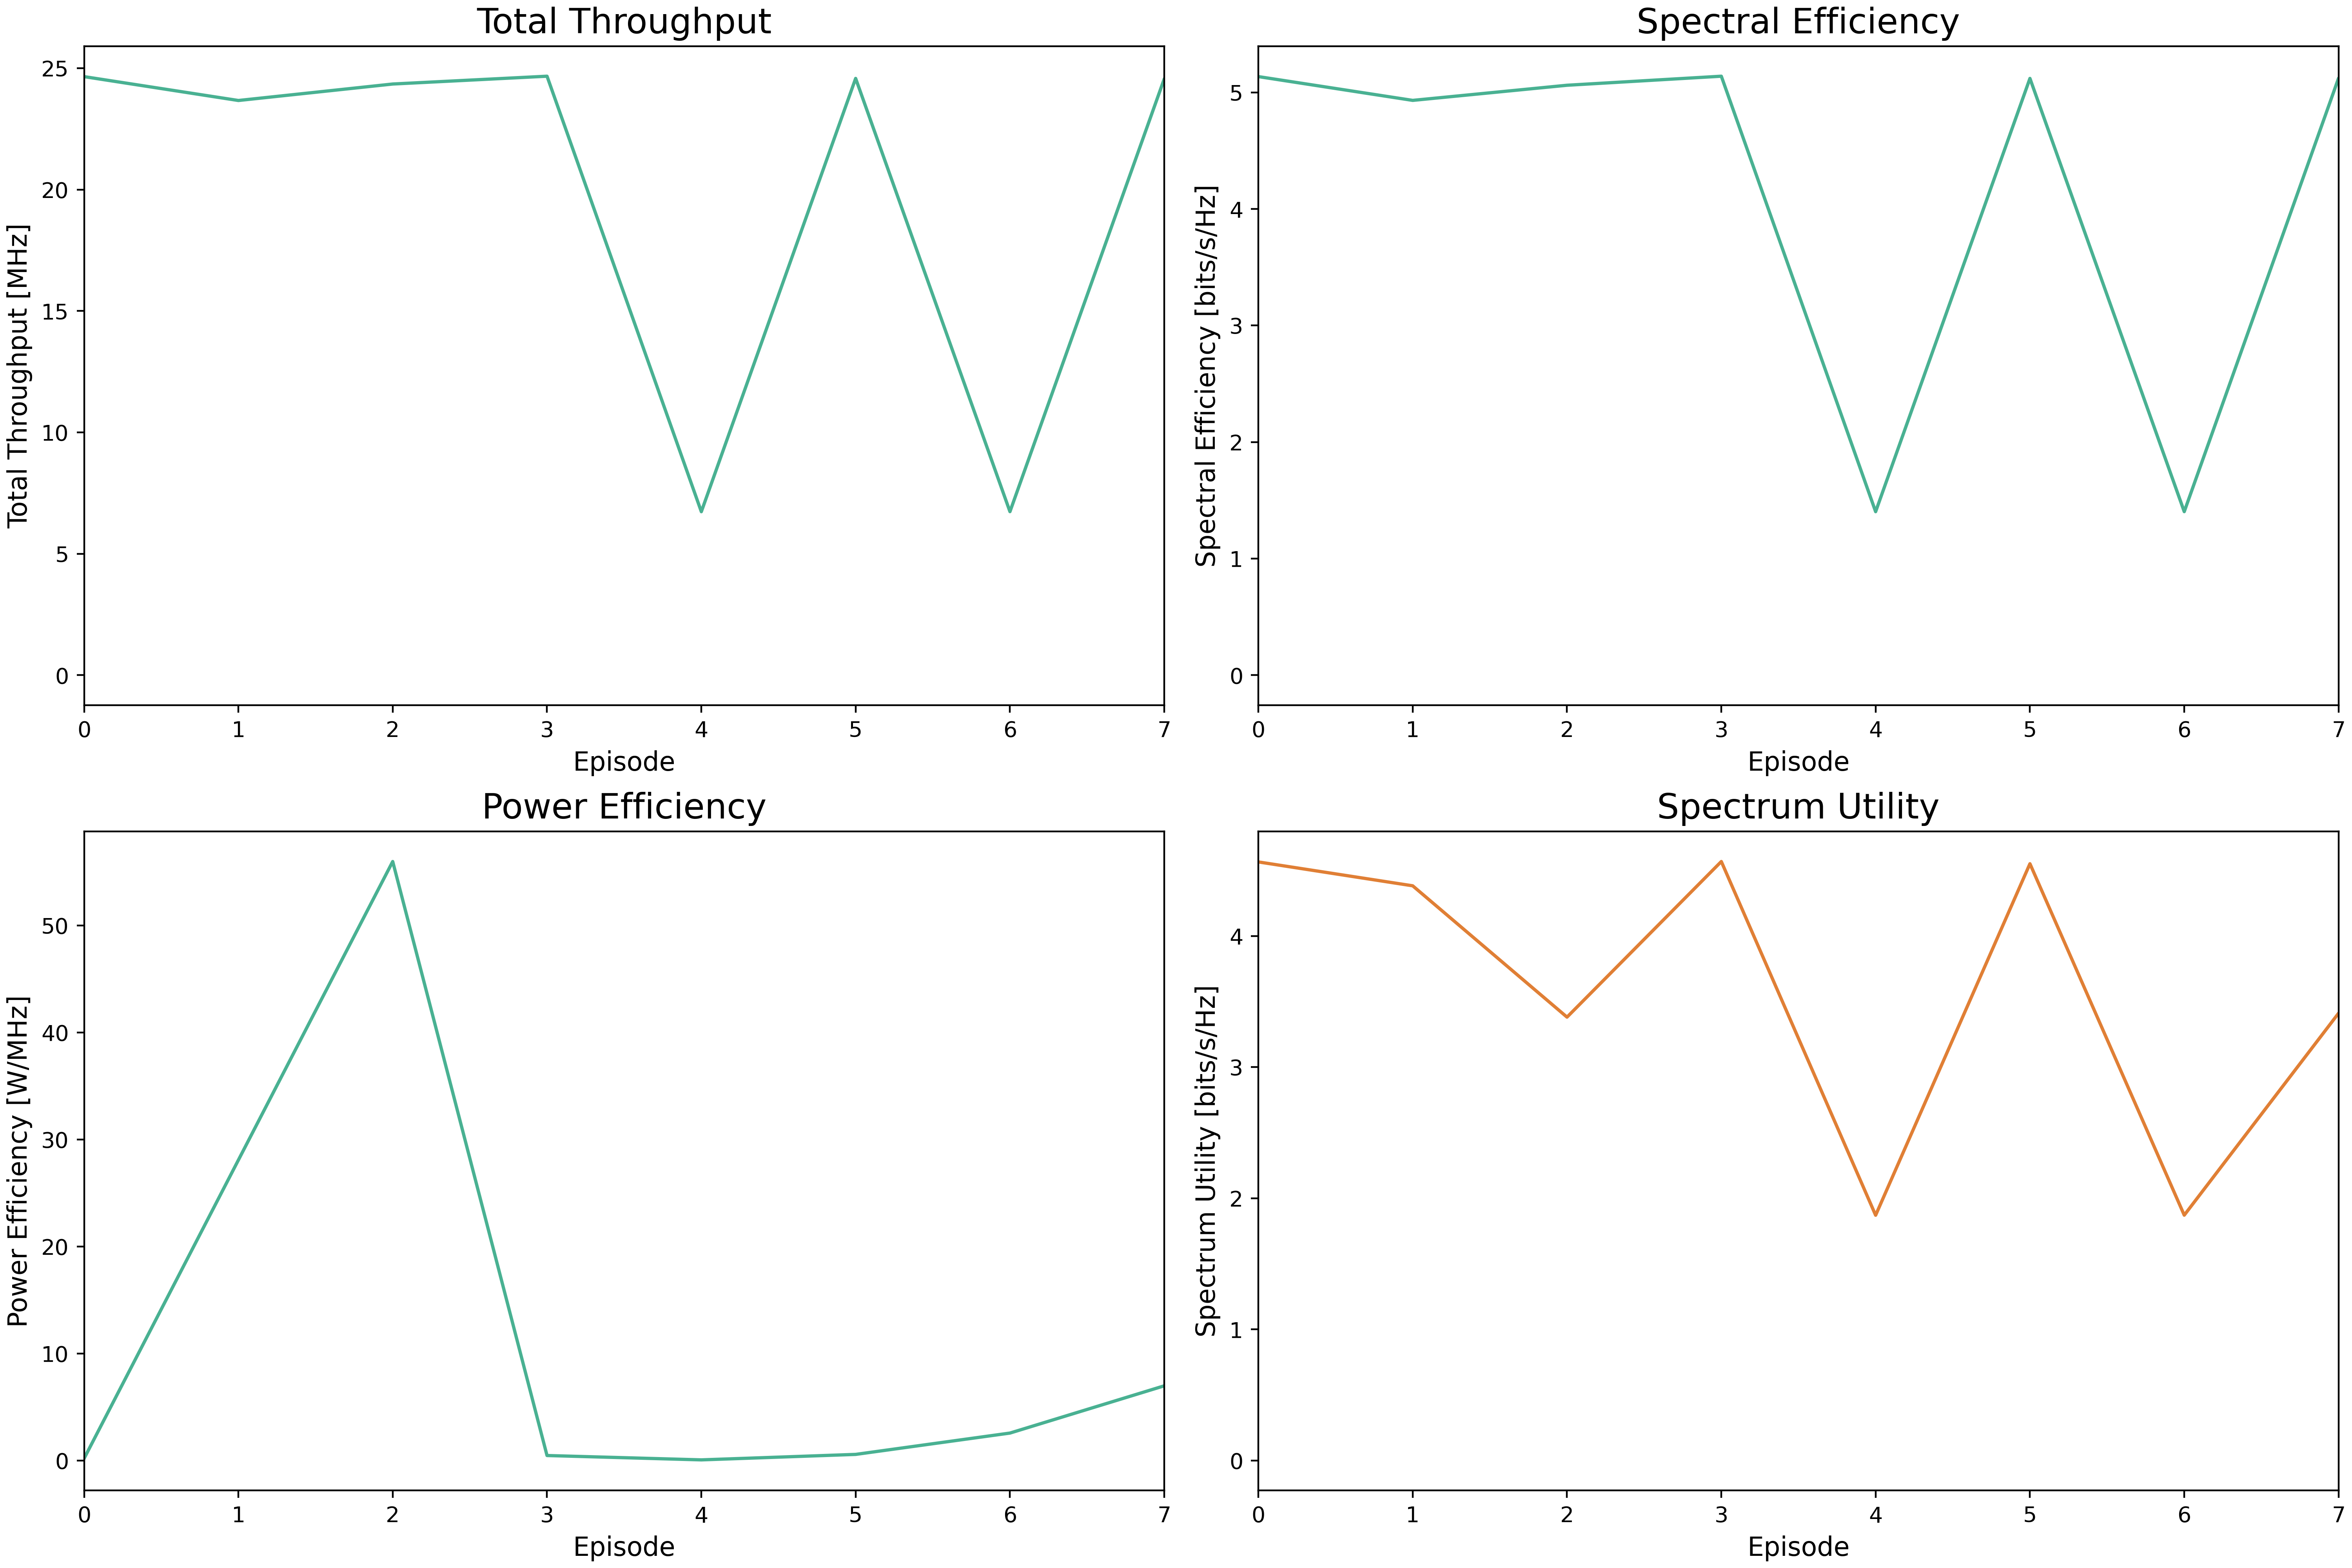 Total Throughput
Total Throughput [MHz]
25
20
15
10
5
0
0 1 2 3 4 5 6 7
Episode
Spectral Efficiency
Spectral Efficiency [bits/s/Hz]
5
4
3
2
1
0
0 1 2 3 4 5 6 7
Episode
Power Efficiency
Power Efficiency [W/MHz]
50
40
30
20
10
0
0 1 2 3 4 5 6 7
Episode
Spectrum Utility
Spectrum Utility [bits/s/Hz]
4
3
2
1
0
0 1 2 3 4 5 6 7
Episode